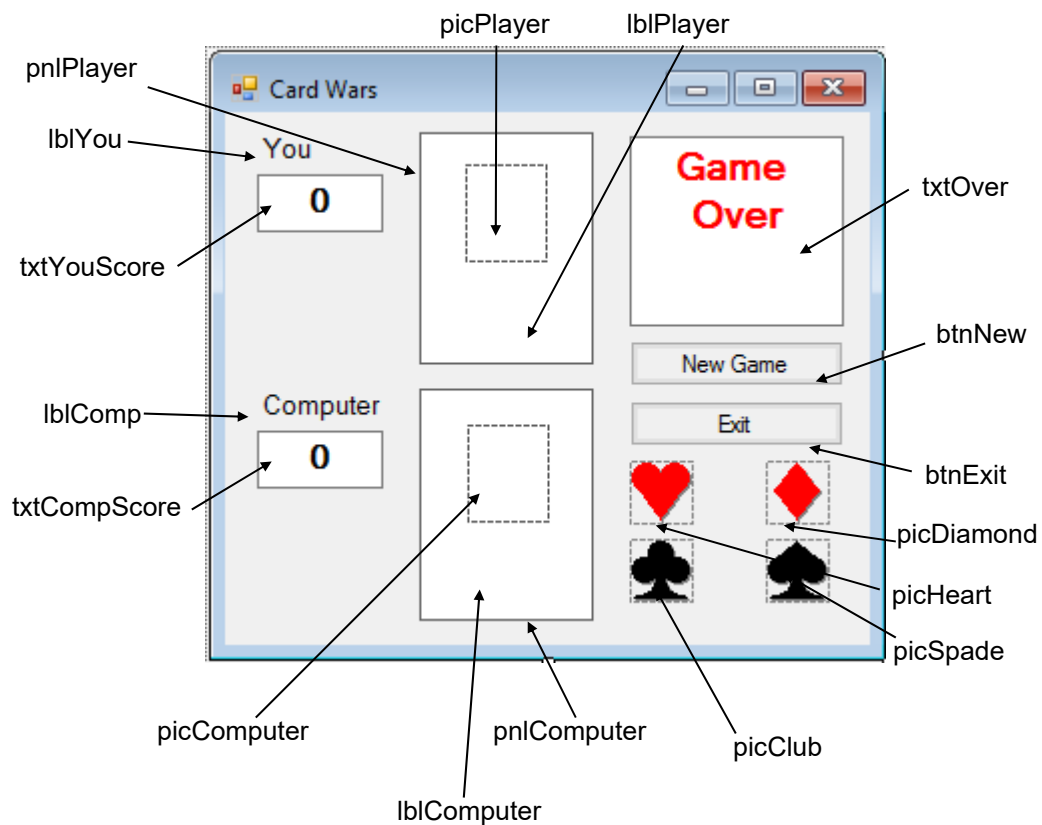 picPlayer
lblPlayer
pnlPlayer
Card Wars
lblYou
You
Game
Over
0
txtOver
txtYouScore
btnNew
New Game
Computer
lblComp
Exit
0
btnExit
txtCompScore
picDiamond
picHeart
picSpade
picComputer
pnlComputer
picClub
lblComputer